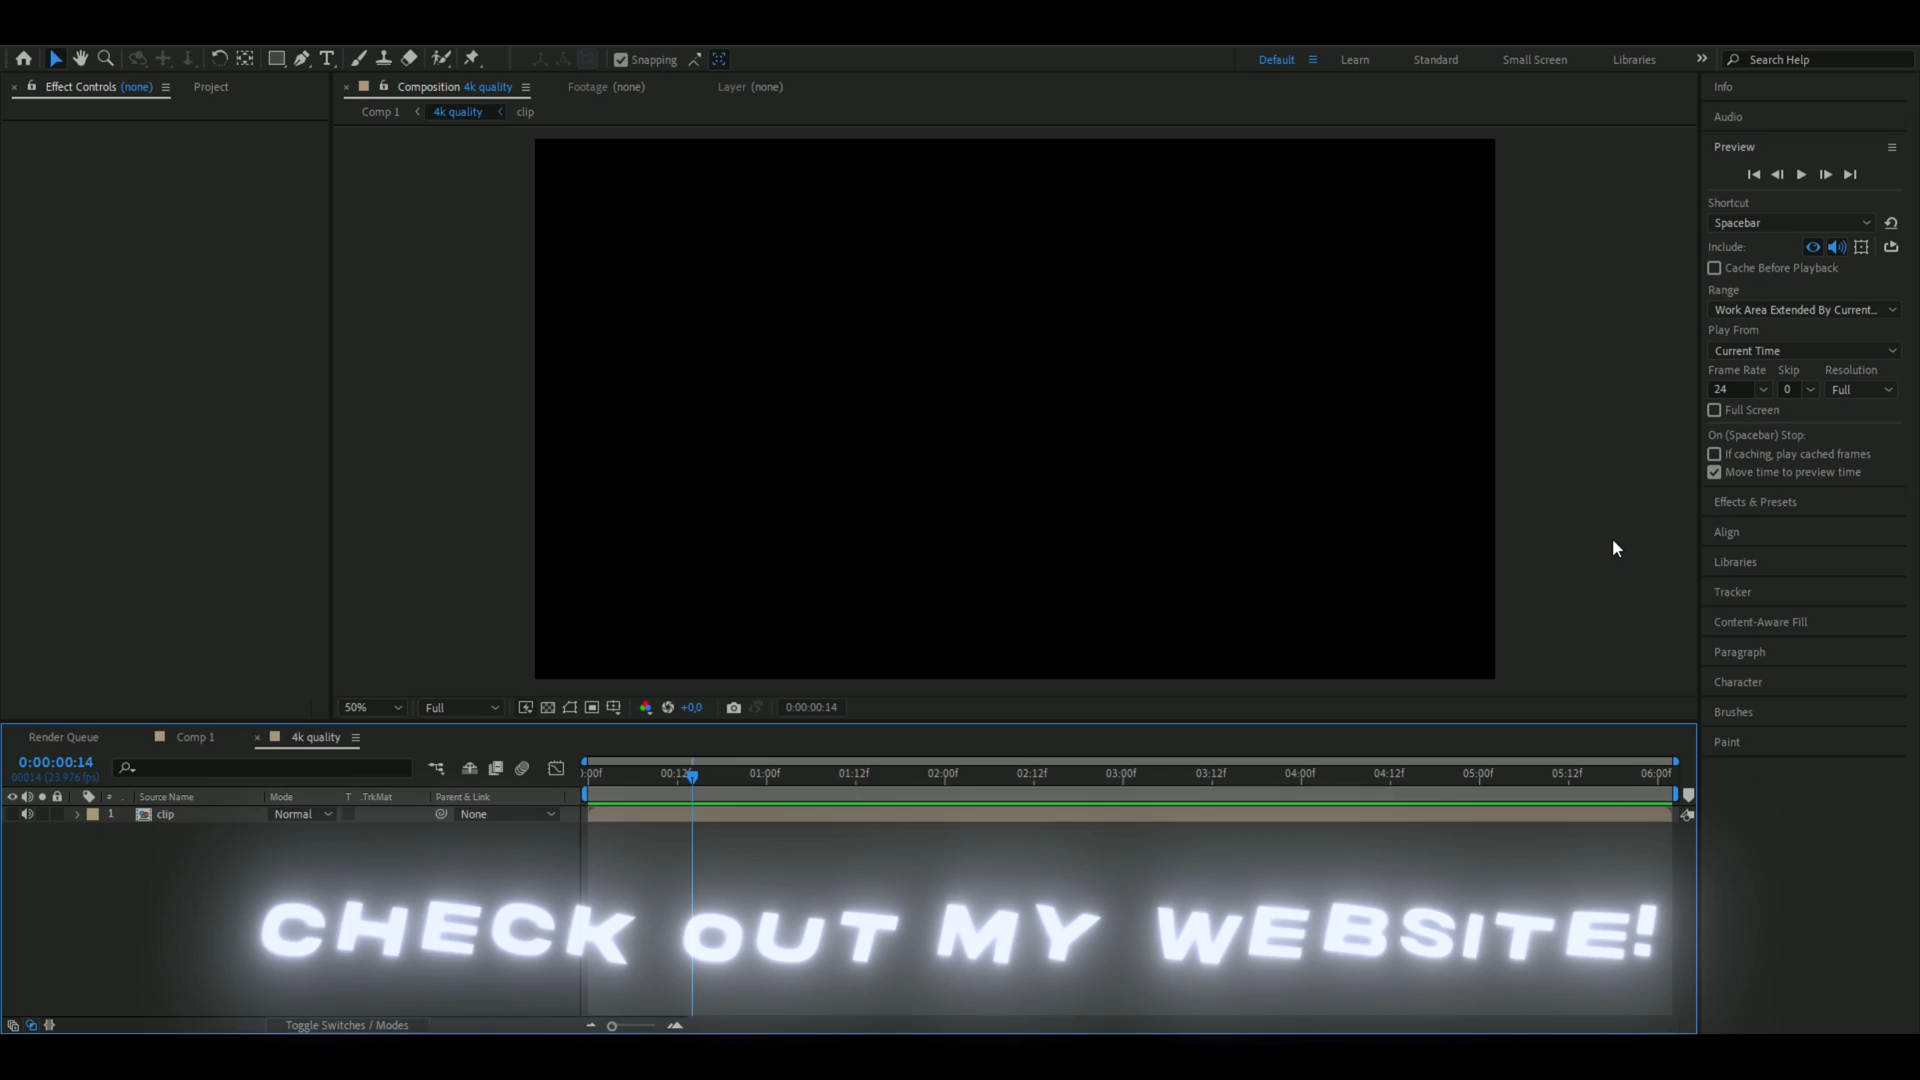 Snapping
Default
Learn
Standard
Small Screen
Libraries
Search Help
Effect Controls (none)
Project
Composition 4k quality
Footage (none)
Layer (none)
Comp 1
4k quality
clip
Info
Audio
Preview
Shortcut
Spacebar
Include:
Cache Before Playback
Range
Work Area Extended By Current...
Play From
Current Time
Frame Rate Skip Resolution
24 0 Full
Full Screen
On (Spacebar) Stop:
If caching, play cached frames
Move time to preview time
Effects & Presets
Align
Libraries
Tracker
Content-Aware Fill
Paragraph
Character
Brushes
Paint
50%
Full
+0,0
0:00:00:14
Render Queue
Comp 1
4k quality
0:00:00:14
00014 (23.976 fps)
:00f 00:12f 01:00f 01:12f 02:00f 02:12f 03:00f 03:12f 04:00f 04:12f 05:00f 05:12f 06:00f
# Source Name Mode T .TrkMat Parent & Link
1 clip Normal None
CHECK OUT MY WEBSITE!
Toggle Switches / Modes